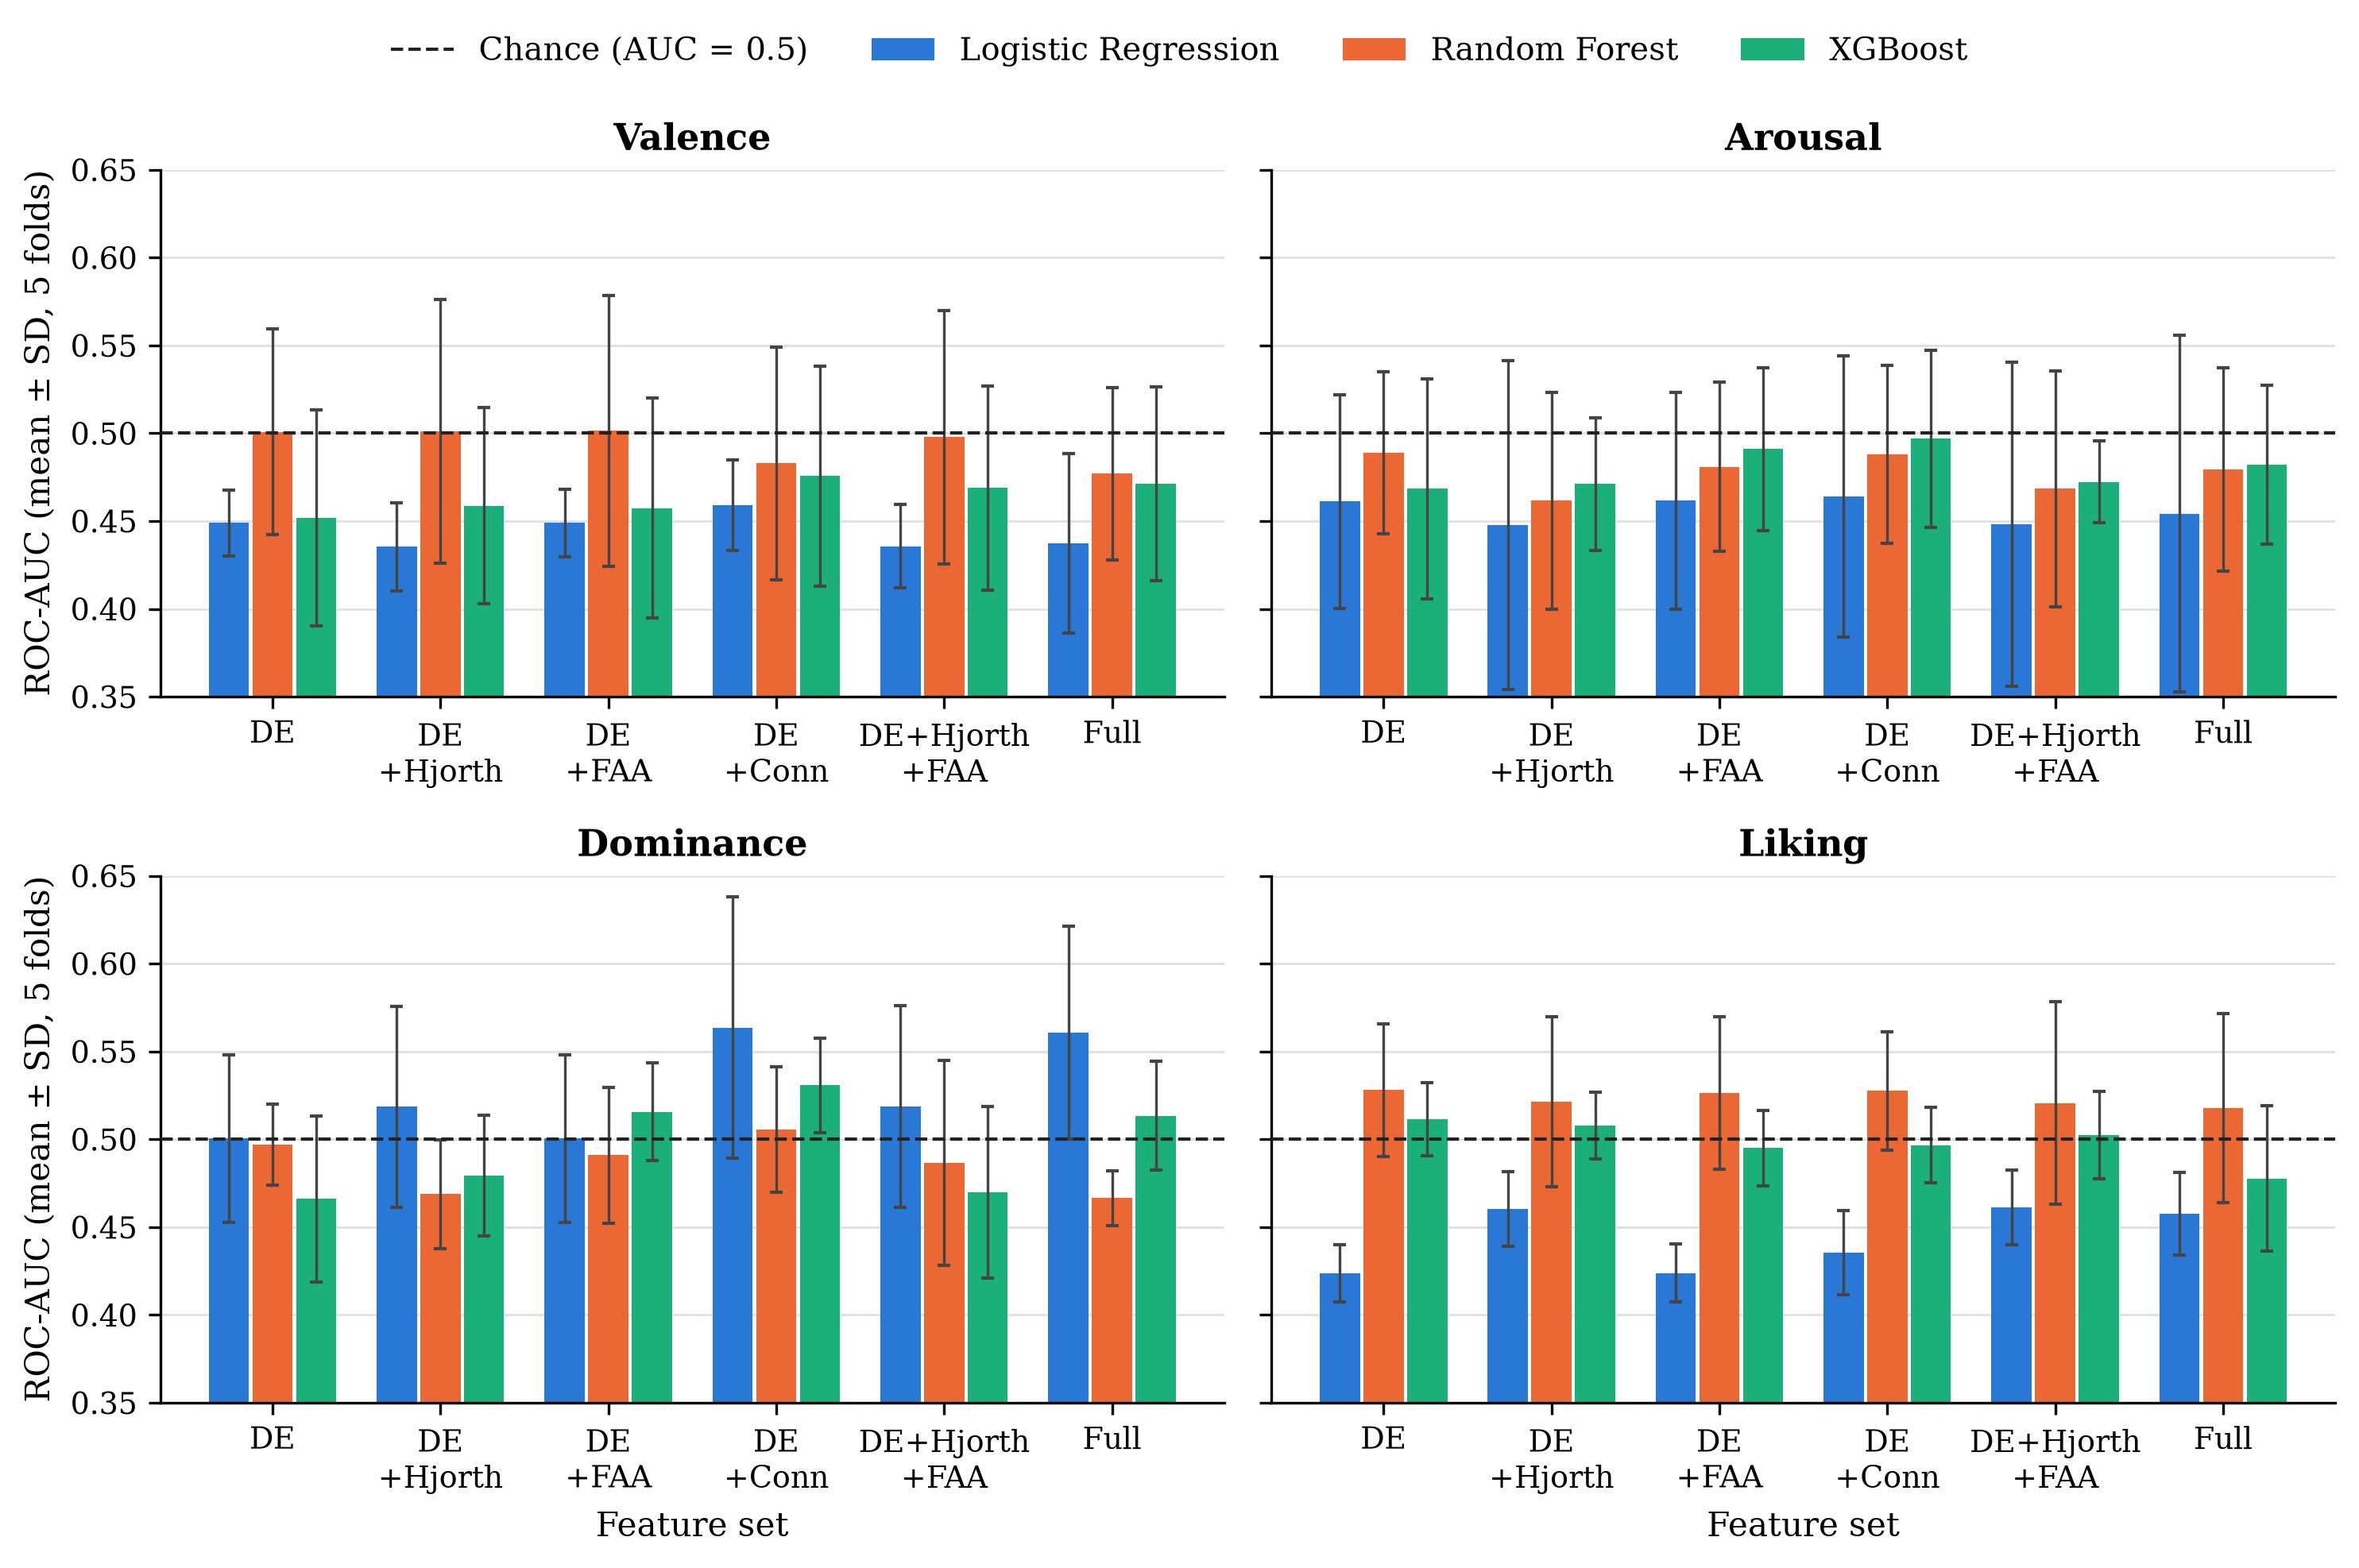 Chance (AUC = 0.5) Logistic Regression Random Forest XGBoost
Valence
ROC-AUC (mean ± SD, 5 folds)
0.65
0.60
0.55
0.50
0.45
0.40
0.35
DE
DE
+Hjorth
DE
+FAA
DE
+Conn
DE+Hjorth
+FAA
Full
Arousal
DE
DE
+Hjorth
DE
+FAA
DE
+Conn
DE+Hjorth
+FAA
Full
Dominance
ROC-AUC (mean ± SD, 5 folds)
0.65
0.60
0.55
0.50
0.45
0.40
0.35
DE
DE
+Hjorth
DE
+FAA
DE
+Conn
DE+Hjorth
+FAA
Full
Feature set
Liking
DE
DE
+Hjorth
DE
+FAA
DE
+Conn
DE+Hjorth
+FAA
Full
Feature set